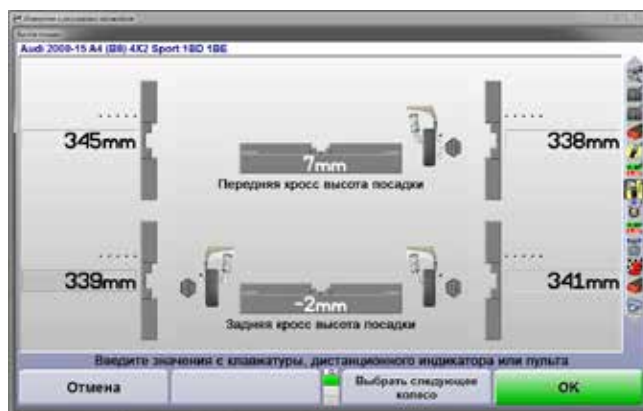 Audi 2008-15 A4 (B8) 4X2 Sport 1BD 1BE
345mm
338mm
7mm
Передняя кросс высота посадки
339mm
341mm
-2mm
Задняя кросс высота посадки
Введите значения с клавиатуры, дистанционного индикатора или пульта
Отмена
Выбрать следующее
колесо
OK